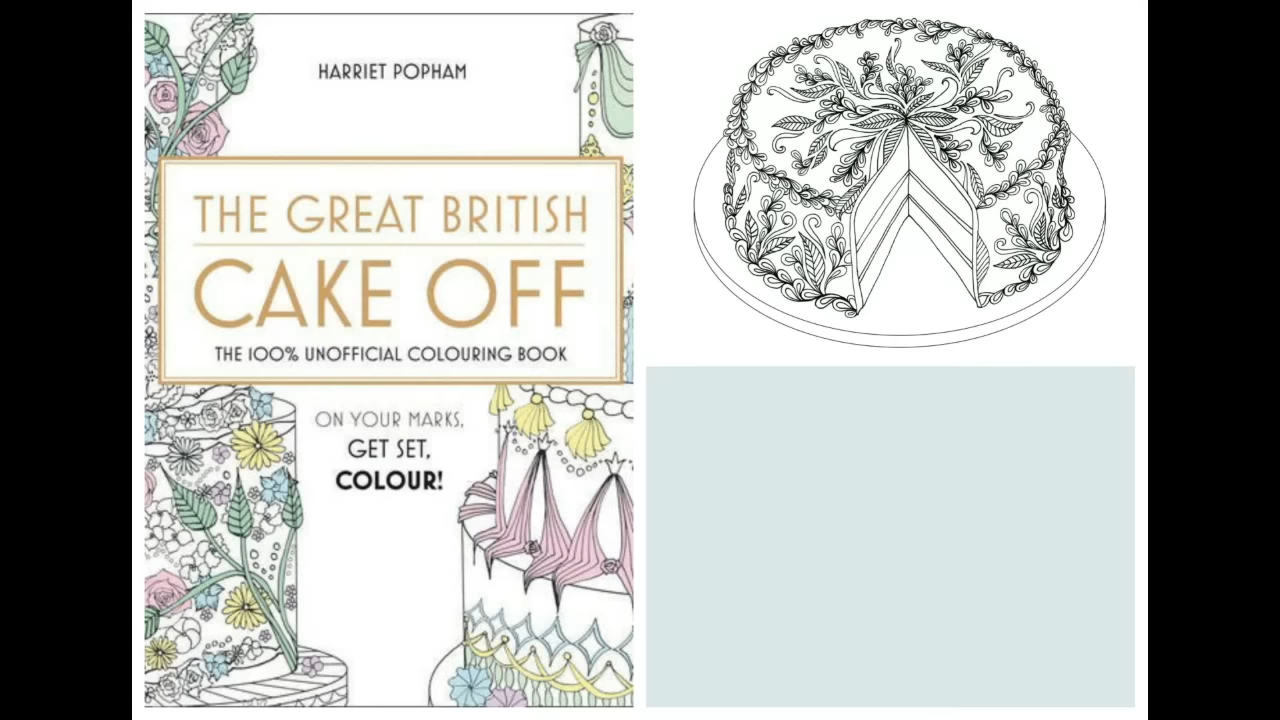 HARRIET POPHAM
THE GREAT BRITISH
CAKE OFF
THE 100% UNOFFICIAL COLOURING BOOK
ON YOUR MARKS,
GET SET,
COLOUR!